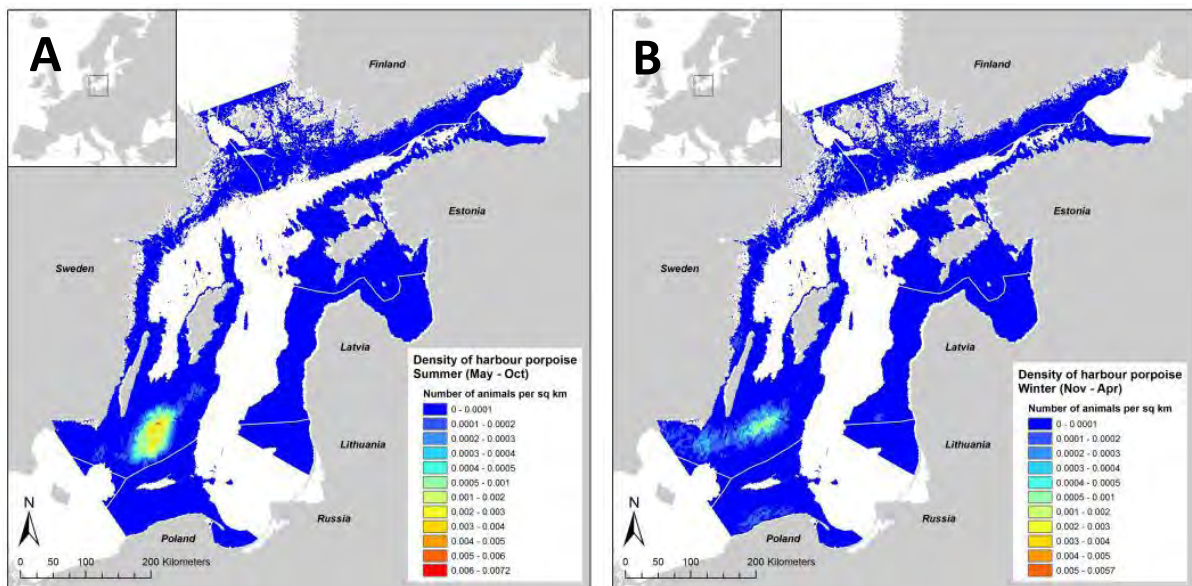 A
Finland
Estonia
Sweden
Latvia
Lithuania
Russia
Poland
Density of harbour porpoise
Summer (May - Oct)
Number of animals per sq km
0 - 0.0001
0.0001 - 0.0002
0.0002 - 0.0003
0.0003 - 0.0004
0.0004 - 0.0005
0.0005 - 0.001
0.001 - 0.002
0.002 - 0.003
0.003 - 0.004
0.004 - 0.005
0.005 - 0.006
0.006 - 0.0072
N
0 50 100 200 Kilometers
B
Finland
Estonia
Sweden
Latvia
Lithuania
Russia
Poland
Density of harbour porpoise
Winter (Nov - Apr)
Number of animals per sq km
0 - 0.0001
0.0001 - 0.0002
0.0002 - 0.0003
0.0003 - 0.0004
0.0004 - 0.0005
0.0005 - 0.001
0.001 - 0.002
0.002 - 0.003
0.003 - 0.004
0.004 - 0.005
0.005 - 0.0057
N
0 50 100 200 Kilometers